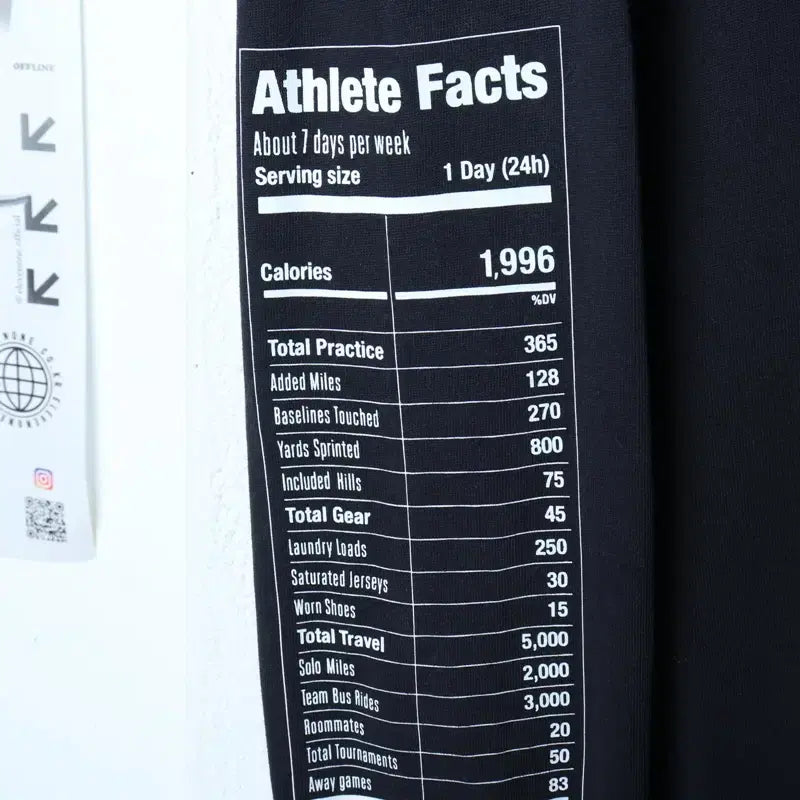 OFFLINE
Athlete Facts
About 7 days per week
Serving size 1 Day (24h)
Calories 1,996
%DV
Total Practice 365
Added Miles 128
Baselines Touched 270
Yards Sprinted 800
Included Hills 75
Total Gear 45
Laundry Loads 250
Saturated Jerseys 30
Worn Shoes 15
Total Travel 5,000
Solo Miles 2,000
Team Bus Rides 3,000
Roommates 20
Total Tournaments 50
Away games 83